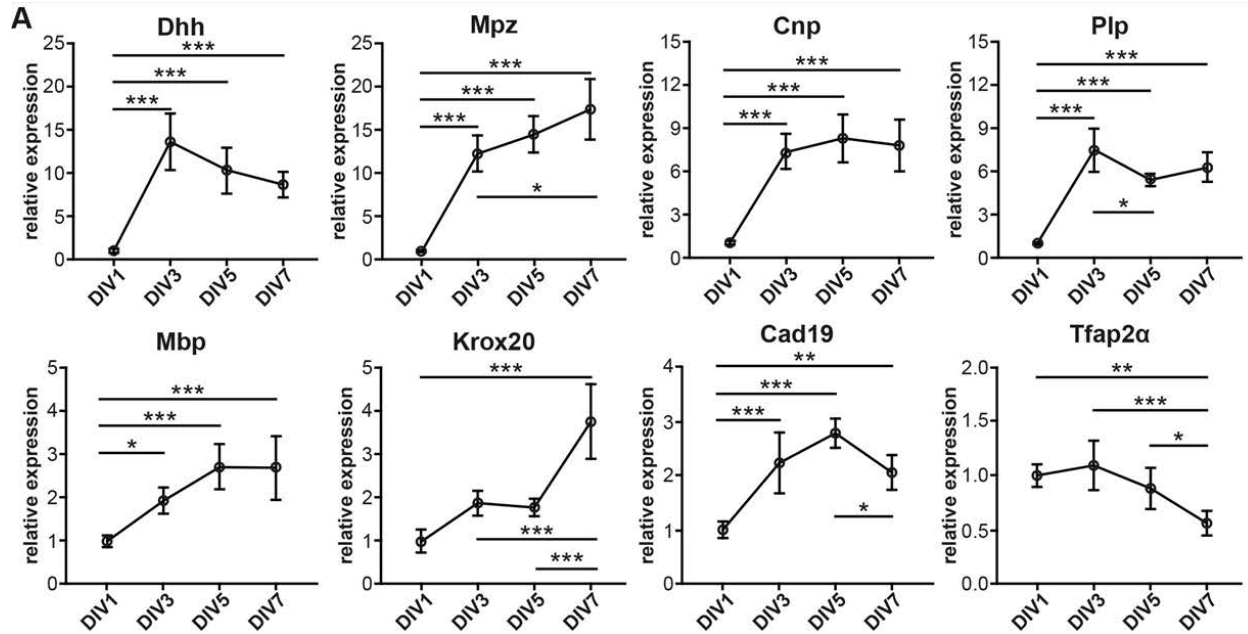 A
Dhh
relative expression
25
20
15
10
5
0
***
***
***
DIV1
DIV3
DIV5
DIV7
Mpz
relative expression
25
20
15
10
5
0
***
***
***
*
DIV1
DIV3
DIV5
DIV7
Cnp
relative expression
15
12
9
6
3
0
***
***
***
DIV1
DIV3
DIV5
DIV7
Plp
relative expression
15
12
9
6
3
0
***
***
***
*
DIV1
DIV3
DIV5
DIV7
Mbp
relative expression
5
4
3
2
1
0
***
***
*
DIV1
DIV3
DIV5
DIV7
Krox20
relative expression
5
4
3
2
1
0
***
***
***
DIV1
DIV3
DIV5
DIV7
Cad19
relative expression
4
3
2
1
0
**
***
***
*
DIV1
DIV3
DIV5
DIV7
Tfap2α
relative expression
2.0
1.5
1.0
0.5
0.0
**
***
*
DIV1
DIV3
DIV5
DIV7